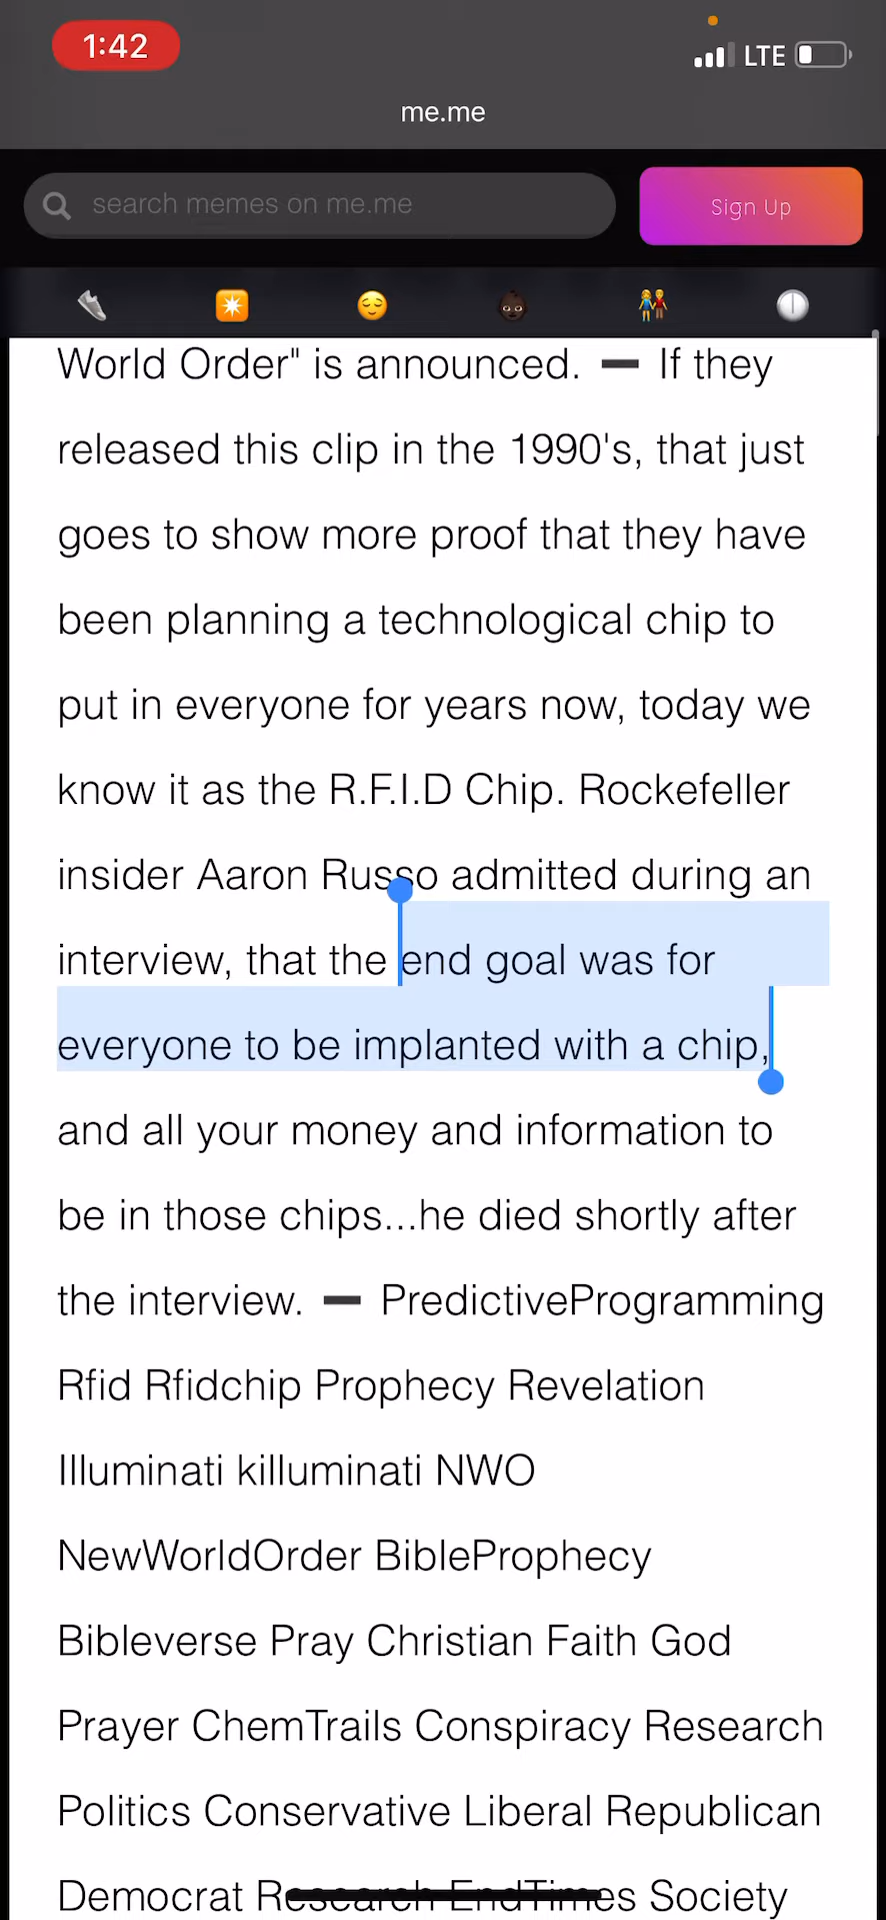 1:42
LTE
me.me
search memes on me.me
Sign Up
World Order" is announced. ➖ If they
released this clip in the 1990's, that just
goes to show more proof that they have
been planning a technological chip to
put in everyone for years now, today we
know it as the R.F.I.D Chip. Rockefeller
insider Aaron Russo admitted during an
interview, that the end goal was for
everyone to be implanted with a chip,
and all your money and information to
be in those chips...he died shortly after
the interview. ➖ PredictiveProgramming
Rfid Rfidchip Prophecy Revelation
Illuminati killuminati NWO
NewWorldOrder BibleProphecy
Bibleverse Pray Christian Faith God
Prayer ChemTrails Conspiracy Research
Politics Conservative Liberal Republican
Democrat Research EndTimes Society